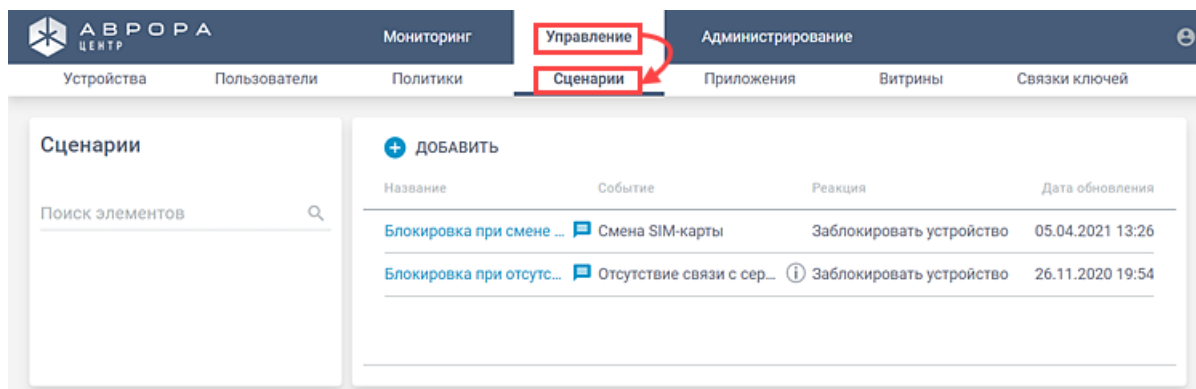 АВРОРА
ЦЕНТР
Мониторинг Управление Администрирование
Устройства Пользователи Политики Сценарии Приложения Витрины Связки ключей
Сценарии
Поиск элементов
ДОБАВИТЬ
Название Событие Реакция Дата обновления
Блокировка при смене ... Смена SIM-карты Заблокировать устройство 05.04.2021 13:26
Блокировка при отсутс... Отсутствие связи с сер... Заблокировать устройство 26.11.2020 19:54